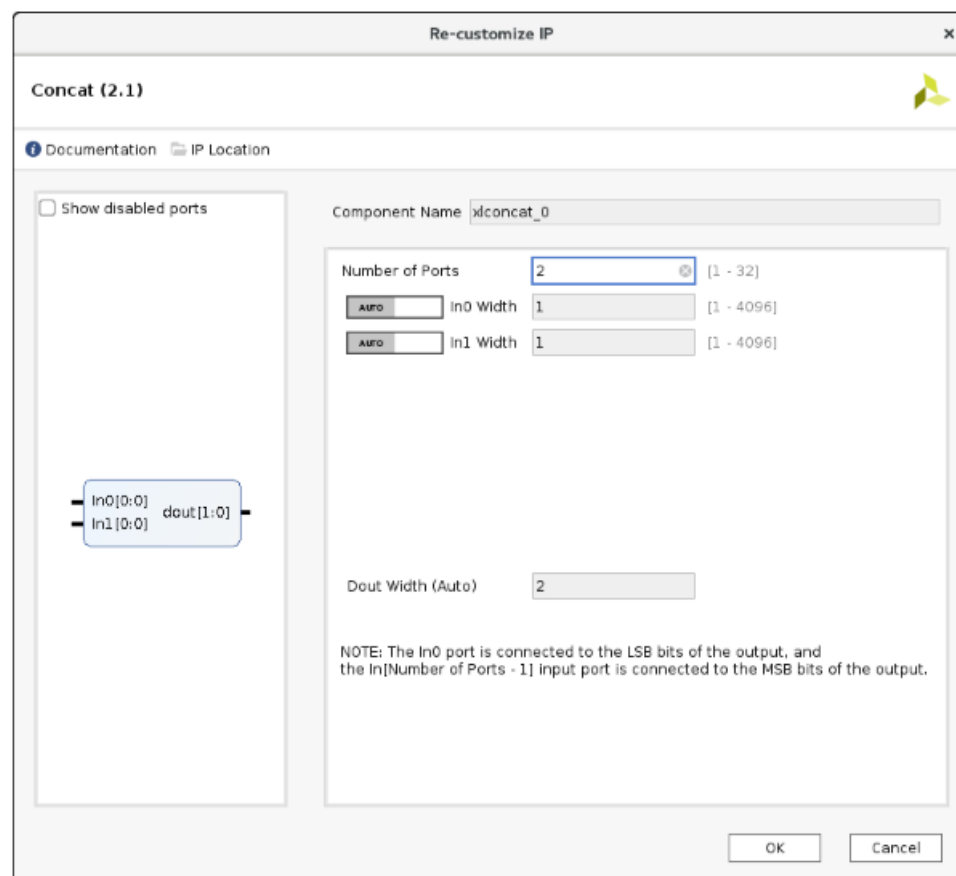 Re-customize IP
Concat (2.1)
Documentation IP Location
Show disabled ports
Component Name xlconcat_0
Number of Ports 2 [1 - 32]
AUTO In0 Width 1 [1 - 4096]
AUTO In1 Width 1 [1 - 4096]
In0[0:0]
In1[0:0]
dout[1:0]
Dout Width (Auto) 2
NOTE: The In0 port is connected to the LSB bits of the output, and
the In[Number of Ports - 1] input port is connected to the MSB bits of the output.
OK Cancel